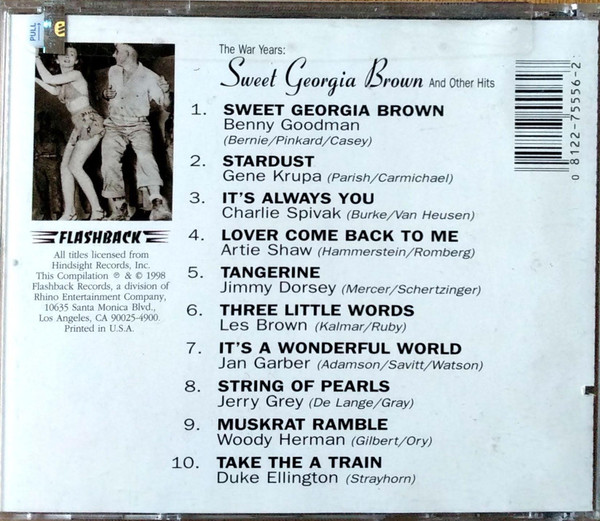 PULL
e
The War Years:
Sweet Georgia Brown And Other Hits
1. SWEET GEORGIA BROWN
Benny Goodman
(Bernie/Pinkard/Casey)
2. STARDUST
Gene Krupa (Parish/Carmichael)
3. IT'S ALWAYS YOU
Charlie Spivak (Burke/Van Heusen)
4. LOVER COME BACK TO ME
Artie Shaw (Hammerstein/Romberg)
5. TANGERINE
Jimmy Dorsey (Mercer/Schertzinger)
6. THREE LITTLE WORDS
Les Brown (Kalmar/Ruby)
7. IT'S A WONDERFUL WORLD
Jan Garber (Adamson/Savitt/Watson)
8. STRING OF PEARLS
Jerry Grey (De Lange/Gray)
9. MUSKRAT RAMBLE
Woody Herman (Gilbert/Ory)
10. TAKE THE A TRAIN
Duke Ellington (Strayhorn)
FLASHBACK
All titles licensed from
Hindsight Records, Inc.
This Compilation ℗ & © 1998
Flashback Records, a division of
Rhino Entertainment Company,
10635 Santa Monica Blvd.,
Los Angeles, CA 90025-4900.
Printed in U.S.A.
0 81227-75556-2